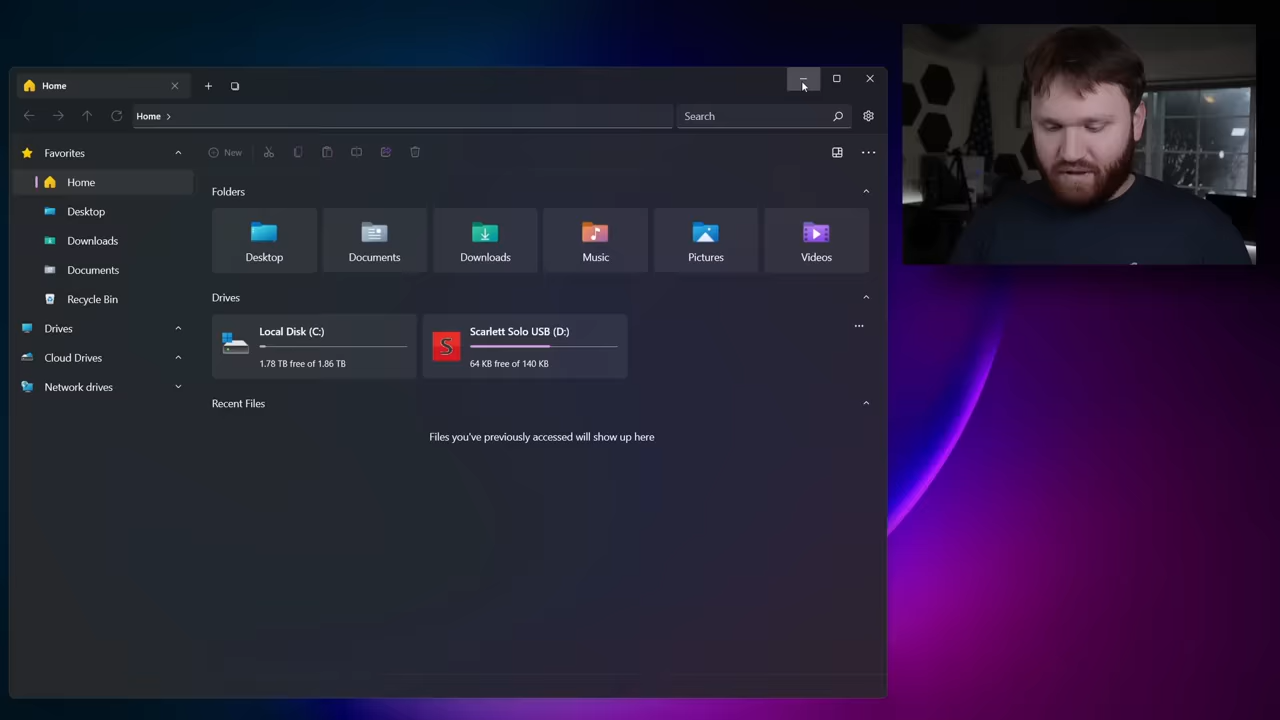 Home
Home
Search
Favorites
New
Home
Folders
Desktop
Downloads
Documents
Recycle Bin
Desktop
Documents
Downloads
Music
Pictures
Videos
Drives
Drives
Cloud Drives
Network drives
Local Disk (C:)
1.78 TB free of 1.86 TB
S
Scarlett Solo USB (D:)
64 KB free of 140 KB
Recent Files
Files you've previously accessed will show up here